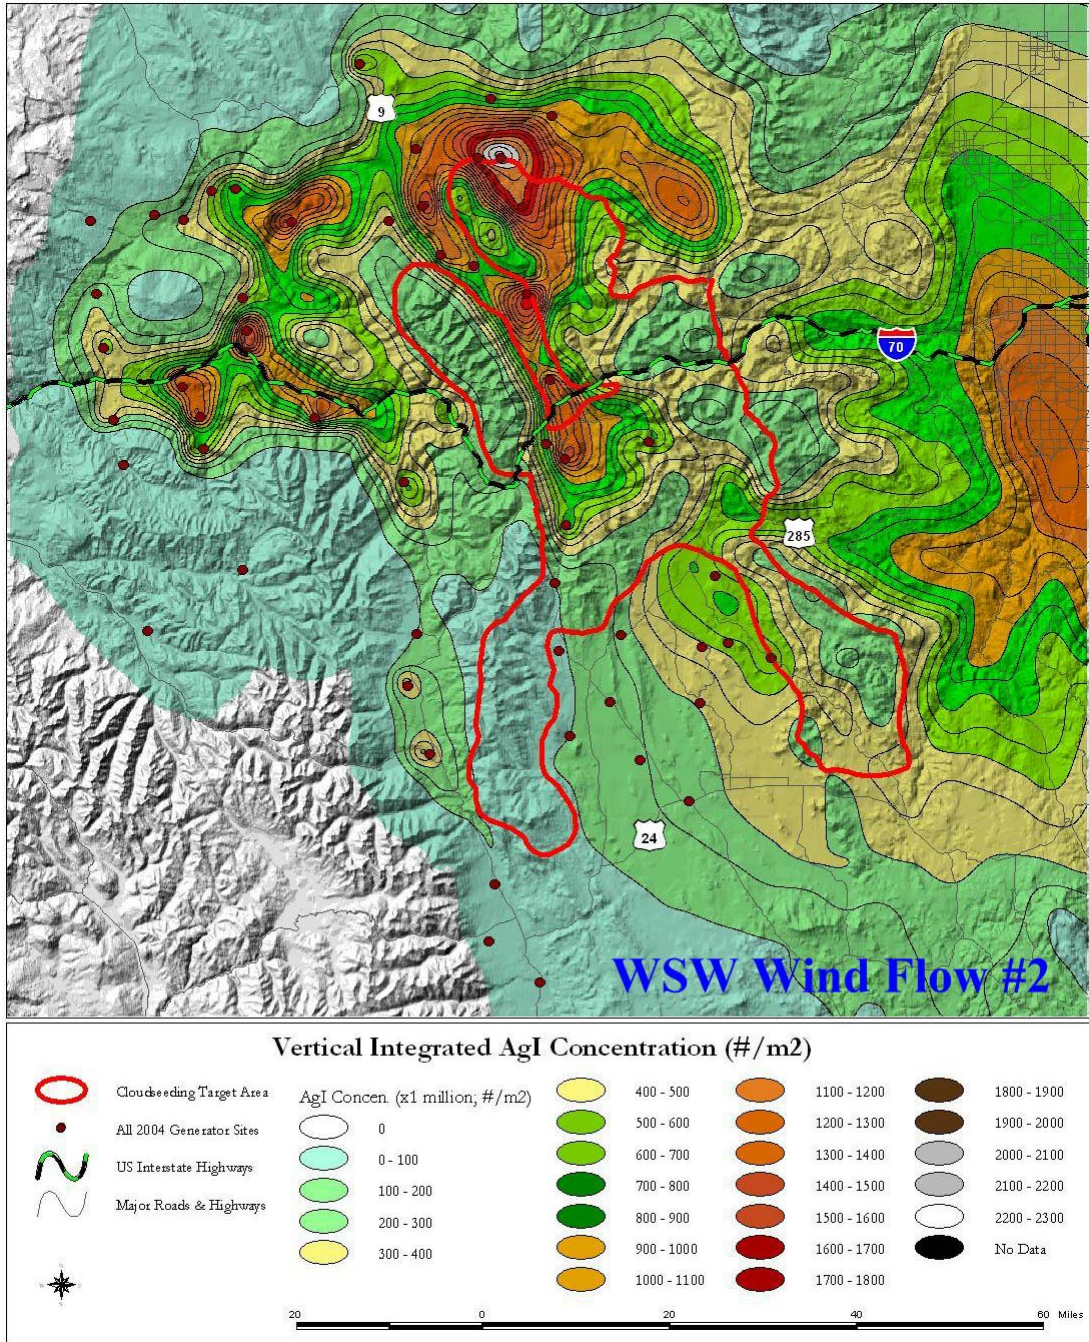 9
70
285
24
WSW Wind Flow #2
Vertical Integrated AgI Concentration (#/m2)
Cloudseeding Target Area
All 2004 Generator Sites
US Interstate Highways
Major Roads & Highways
AgI Concen. (x1 million; #/m2)
0
0 - 100
100 - 200
200 - 300
300 - 400
400 - 500
500 - 600
600 - 700
700 - 800
800 - 900
900 - 1000
1000 - 1100
1100 - 1200
1200 - 1300
1300 - 1400
1400 - 1500
1500 - 1600
1600 - 1700
1700 - 1800
1800 - 1900
1900 - 2000
2000 - 2100
2100 - 2200
2200 - 2300
No Data
20 0 20 40 60 Miles